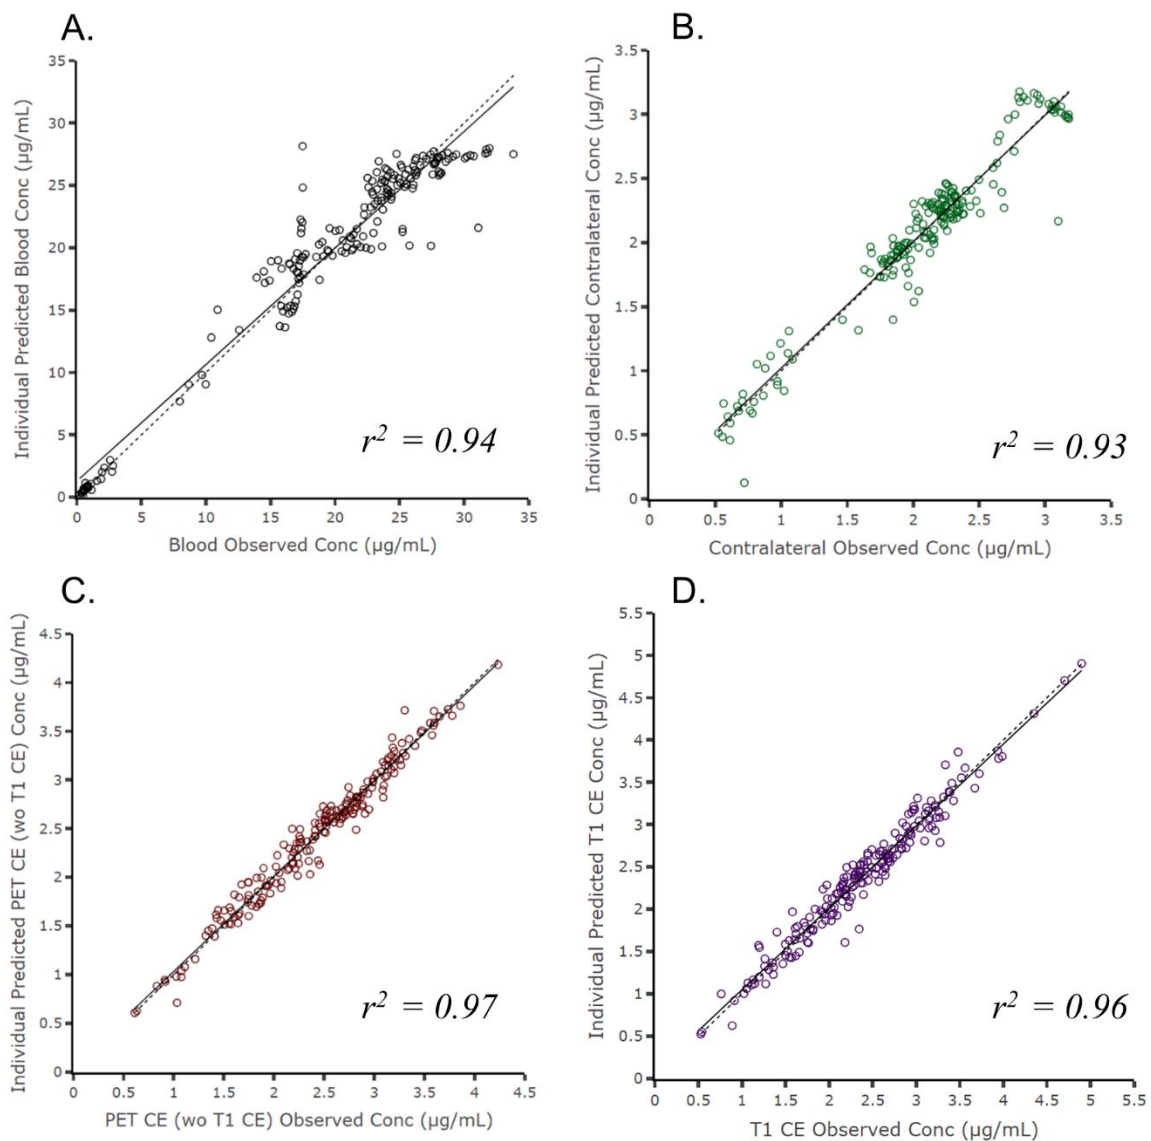 A.
35
30
25
20
15
10
5
0
Individual Predicted Blood Conc (µg/mL)
r² = 0.94
0 5 10 15 20 25 30 35
Blood Observed Conc (µg/mL)
B.
3.5
3
2.5
2
1.5
1
0.5
0
Individual Predicted Contralateral Conc (µg/mL)
r² = 0.93
0 0.5 1 1.5 2 2.5 3 3.5
Contralateral Observed Conc (µg/mL)
C.
4.5
4
3.5
3
2.5
2
1.5
1
0.5
0
Individual Predicted PET CE (wo T1 CE) Conc (µg/mL)
r² = 0.97
0 0.5 1 1.5 2 2.5 3 3.5 4 4.5
PET CE (wo T1 CE) Observed Conc (µg/mL)
D.
5.5
5
4.5
4
3.5
3
2.5
2
1.5
1
0.5
0
Individual Predicted T1 CE Conc (µg/mL)
r² = 0.96
0 0.5 1 1.5 2 2.5 3 3.5 4 4.5 5 5.5
T1 CE Observed Conc (µg/mL)